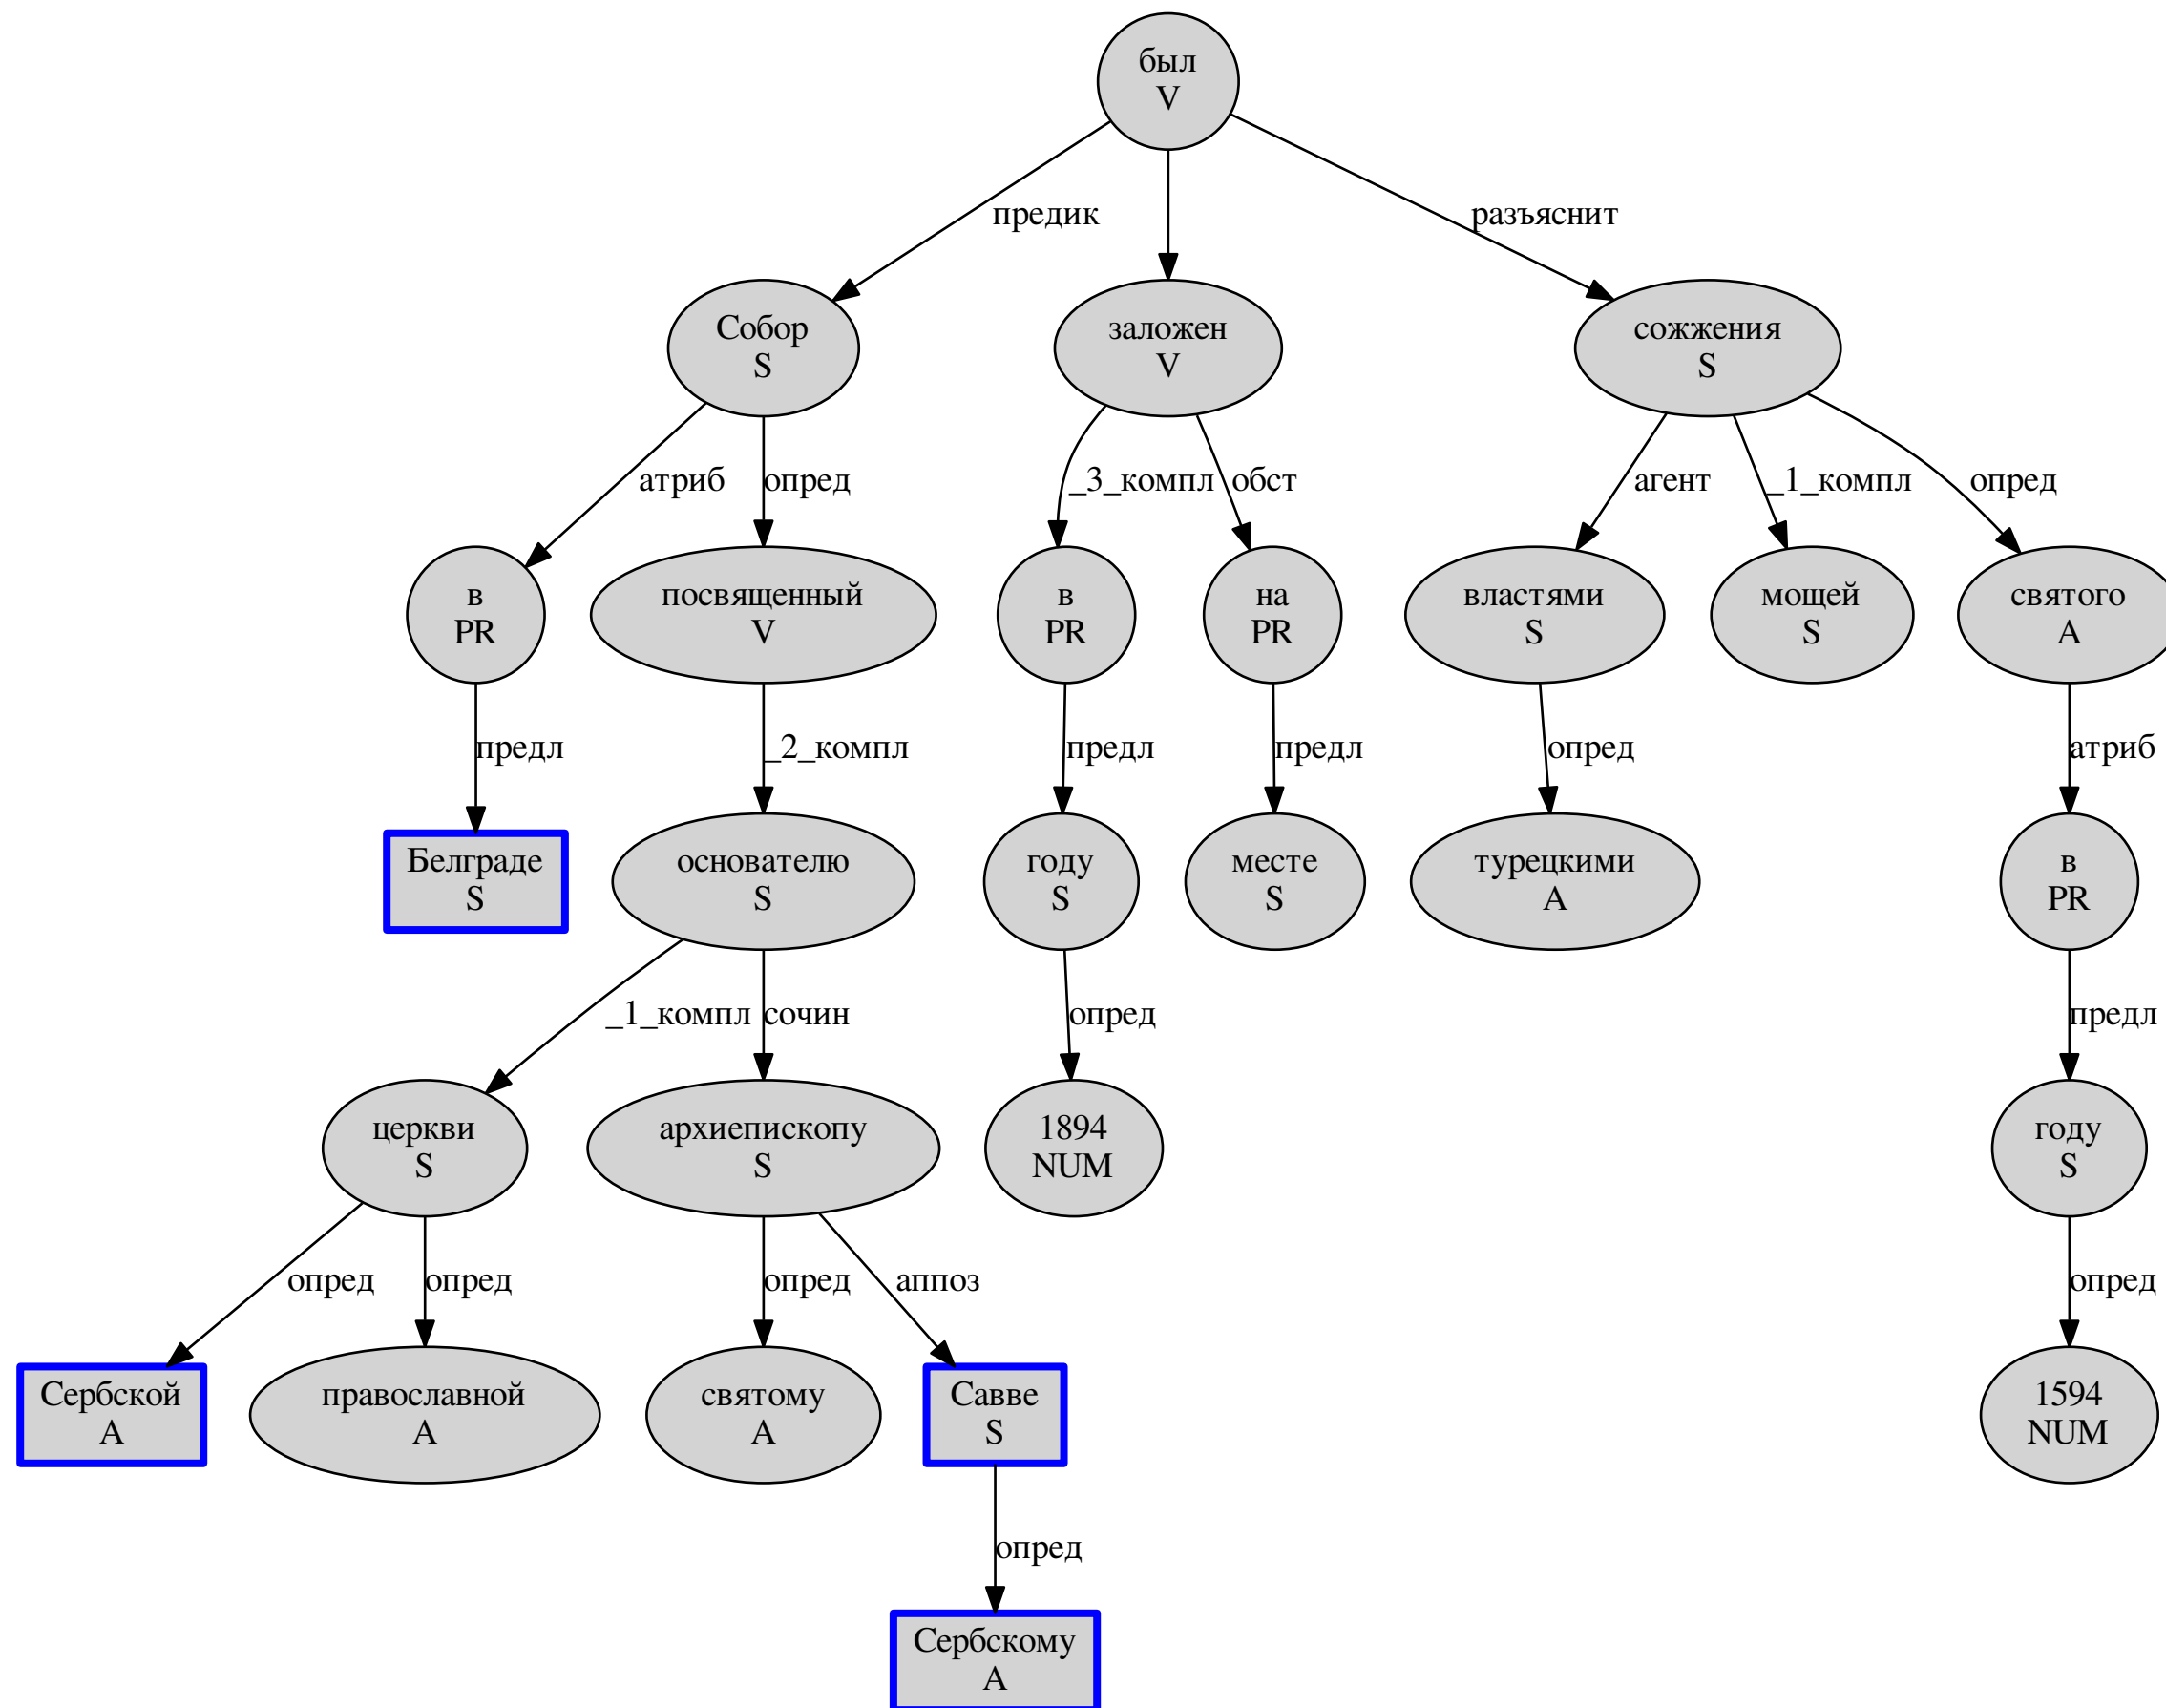 был
V
предик
разъяснит
Собор
S
заложен
V
сожжения
S
атриб
опред
_3_компл
обст
агент
_1_компл
опред
в
PR
посвященный
V
в
PR
на
PR
властями
S
мощей
S
святого
A
предл
_2_компл
предл
предл
опред
атриб
Белграде
S
основателю
S
году
S
месте
S
турецкими
A
в
PR
_1_компл
сочин
опред
предл
церкви
S
архиепископу
S
1894
NUM
году
S
опред
опред
опред
аппоз
опред
Сербской
A
православной
A
святому
A
Савве
S
1594
NUM
опред
Сербскому
A